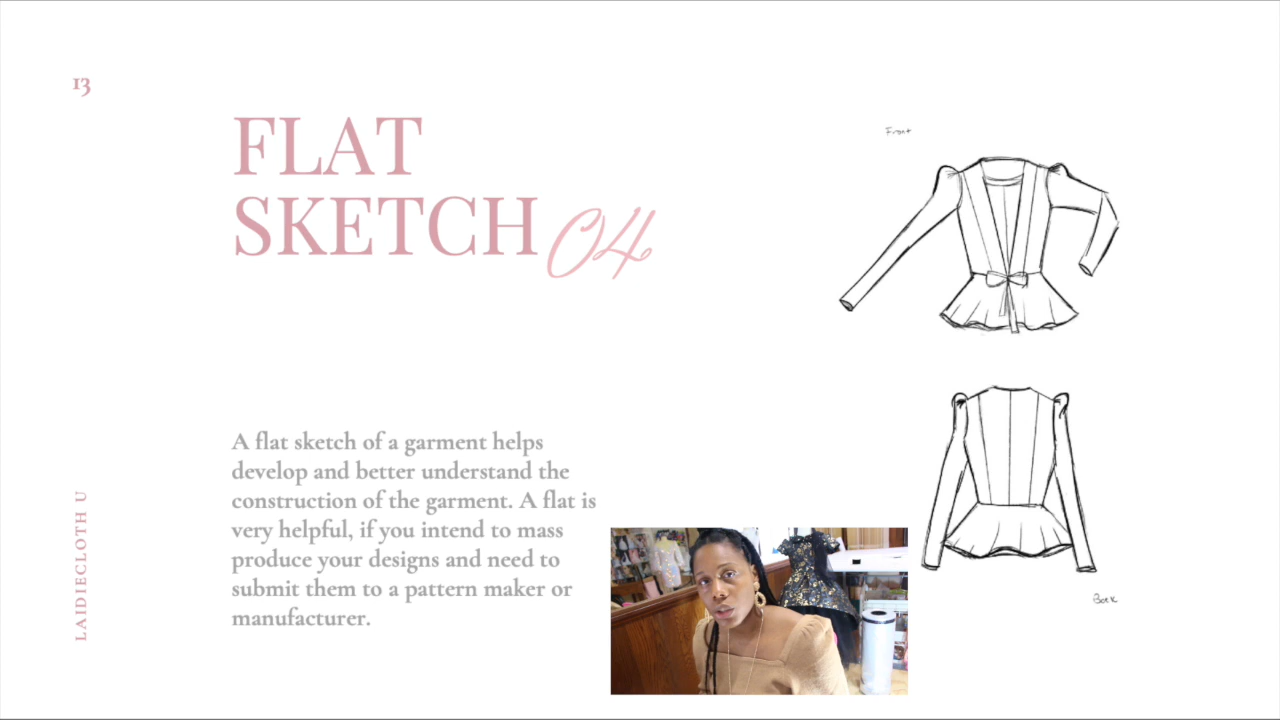 13
FLAT
SKETCH 04
A flat sketch of a garment helps
develop and better understand the
construction of the garment. A flat is
very helpful, if you intend to mass
produce your designs and need to
submit them to a pattern maker or
manufacturer.
LAIDIECLOTH U
Front
Back